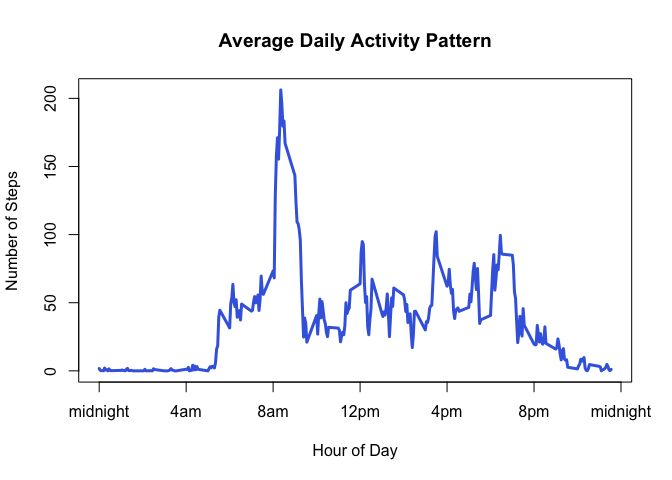 Average Daily Activity Pattern
Number of Steps
200
150
100
50
0
midnight 4am 8am 12pm 4pm 8pm midnight
Hour of Day